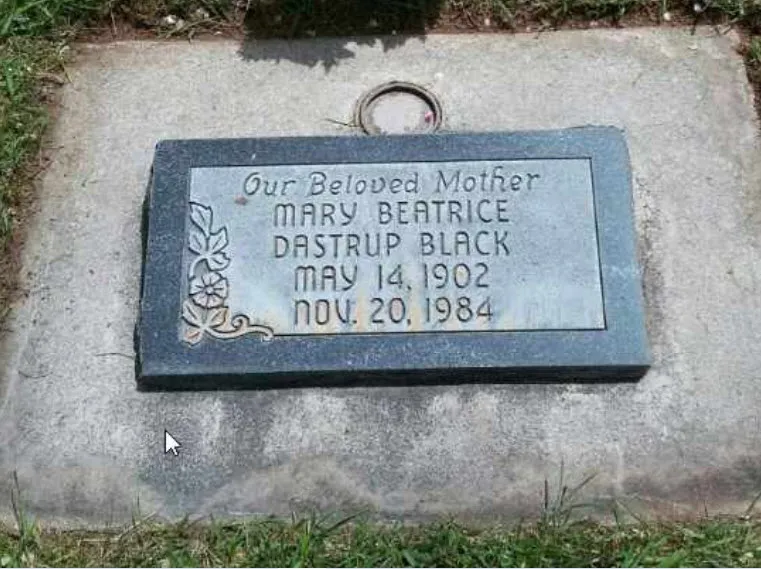 Our Beloved Mother
MARY BEATRICE
DASTRUP BLACK
MAY 14, 1902
NOV. 20, 1984